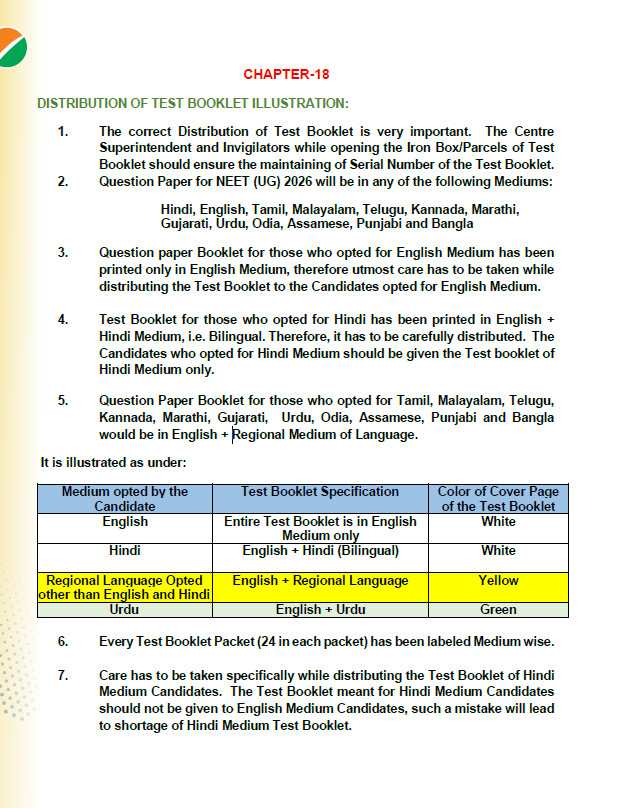 CHAPTER-18
DISTRIBUTION OF TEST BOOKLET ILLUSTRATION:
1. The correct Distribution of Test Booklet is very important. The Centre
Superintendent and Invigilators while opening the Iron Box/Parcels of Test
Booklet should ensure the maintaining of Serial Number of the Test Booklet.
2. Question Paper for NEET (UG) 2026 will be in any of the following Mediums:
Hindi, English, Tamil, Malayalam, Telugu, Kannada, Marathi,
Gujarati, Urdu, Odia, Assamese, Punjabi and Bangla
3. Question paper Booklet for those who opted for English Medium has been
printed only in English Medium, therefore utmost care has to be taken while
distributing the Test Booklet to the Candidates opted for English Medium.
4. Test Booklet for those who opted for Hindi has been printed in English +
Hindi Medium, i.e. Bilingual. Therefore, it has to be carefully distributed. The
Candidates who opted for Hindi Medium should be given the Test booklet of
Hindi Medium only.
5. Question Paper Booklet for those who opted for Tamil, Malayalam, Telugu,
Kannada, Marathi, Gujarati, Urdu, Odia, Assamese, Punjabi and Bangla
would be in English + Regional Medium of Language.
It is illustrated as under:
Medium opted by the Test Booklet Specification Color of Cover Page
Candidate of the Test Booklet
English Entire Test Booklet is in English White
Medium only
Hindi English + Hindi (Bilingual) White
Regional Language Opted English + Regional Language Yellow
other than English and Hindi
Urdu English + Urdu Green
6. Every Test Booklet Packet (24 in each packet) has been labeled Medium wise.
7. Care has to be taken specifically while distributing the Test Booklet of Hindi
Medium Candidates. The Test Booklet meant for Hindi Medium Candidates
should not be given to English Medium Candidates, such a mistake will lead
to shortage of Hindi Medium Test Booklet.